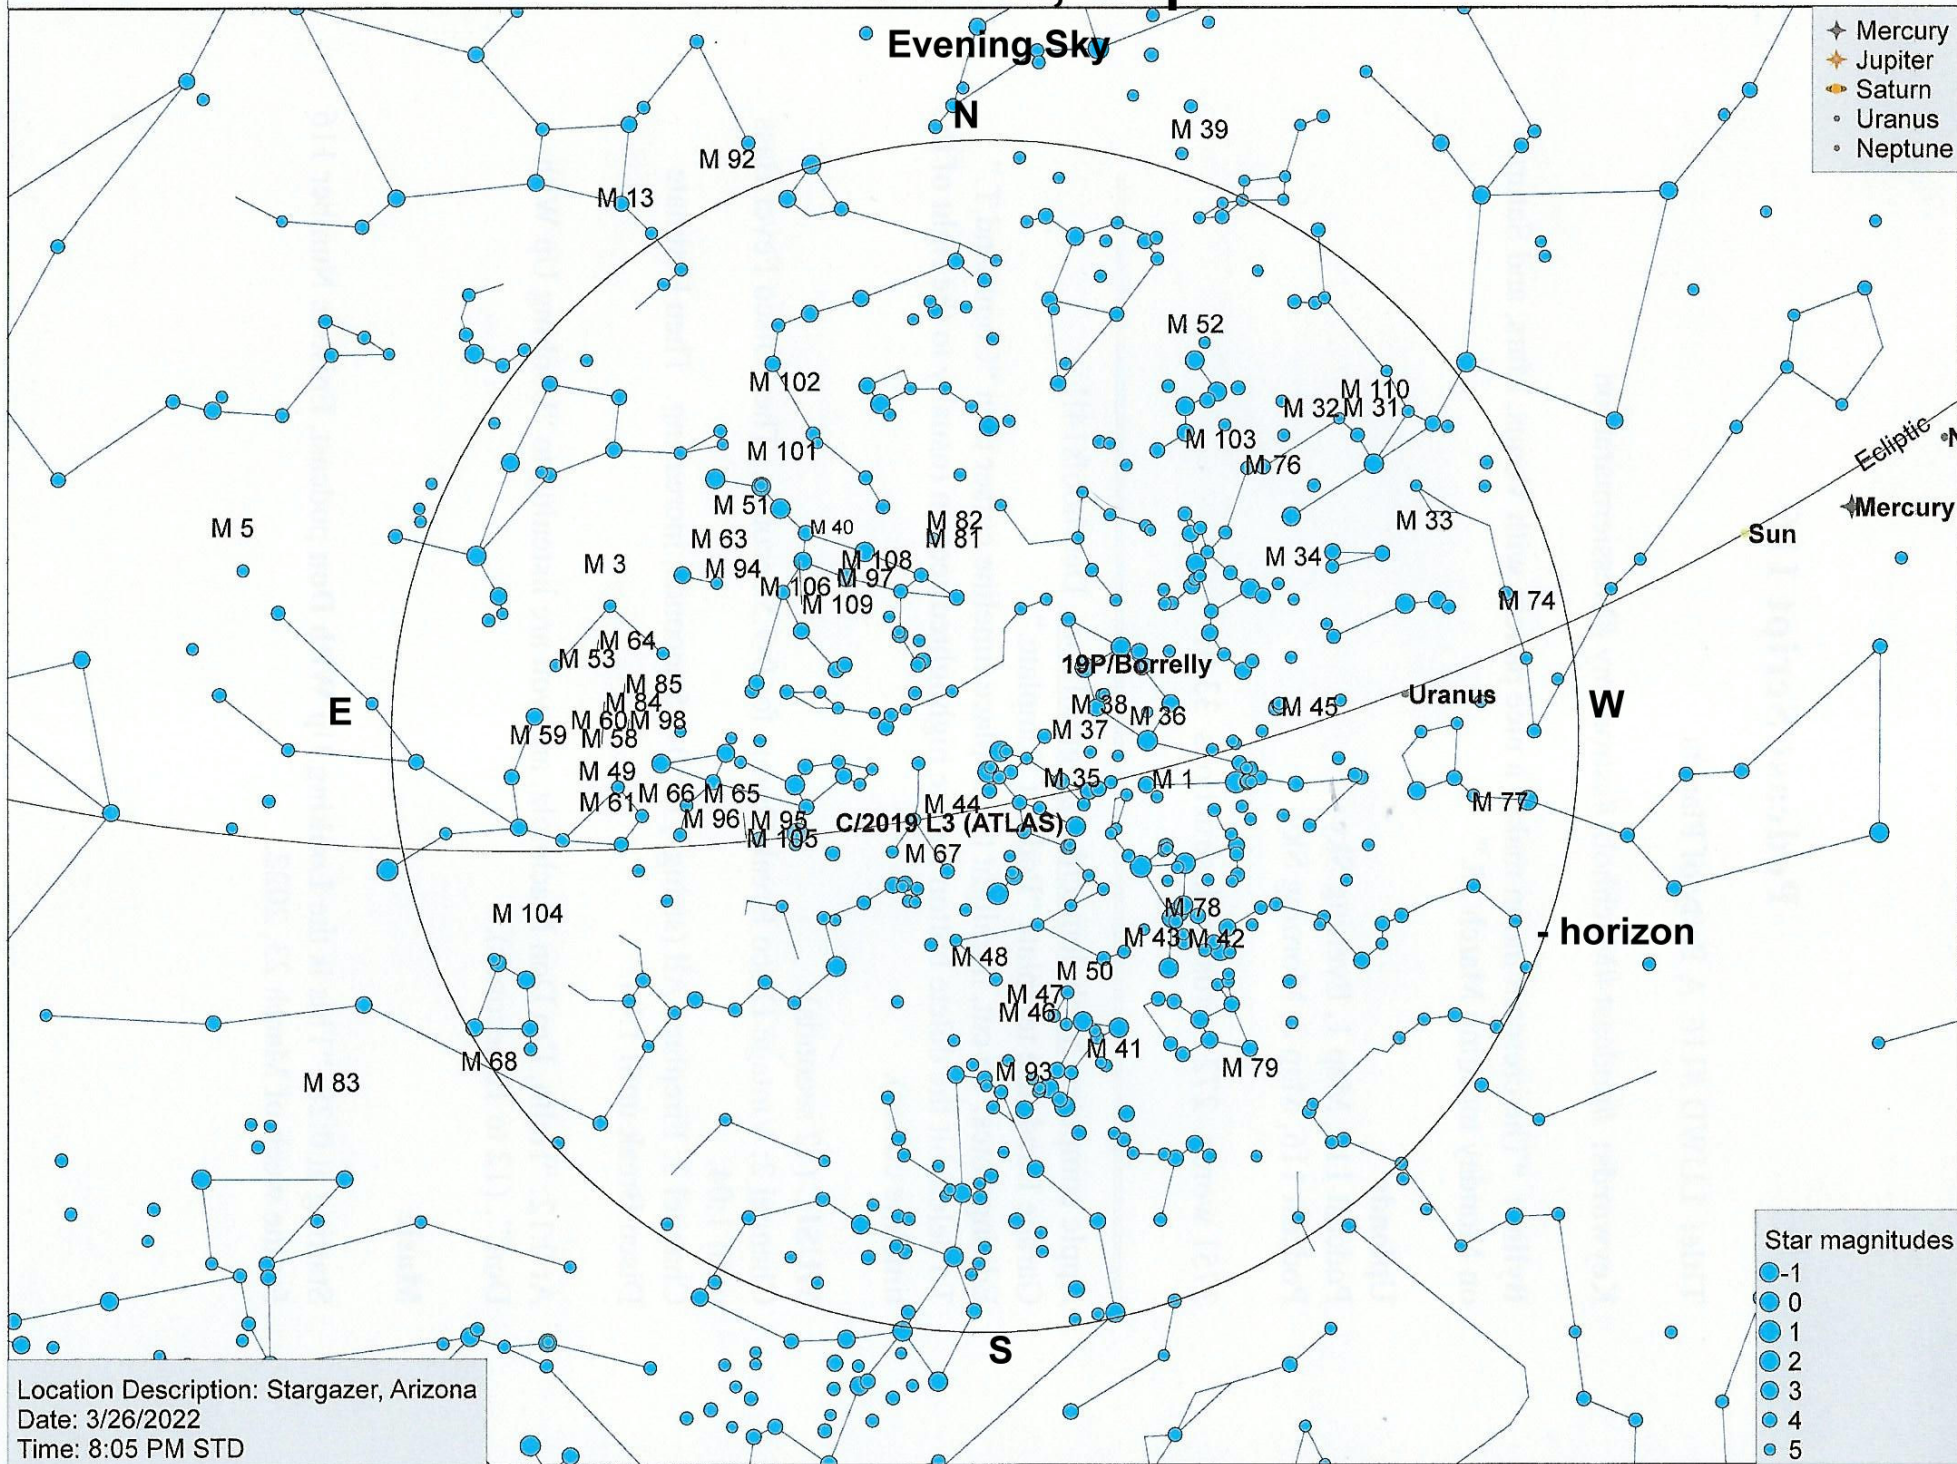 Evening Sky
Mercury
Jupiter
Saturn
Uranus
Neptune
N
M 39
M 92
M 13
M 52
M 102
M 110
M 32
M 31
M 103
M 101
M 76
Ecliptic
M 51
M 82
M 81
M 40
M 33
Mercury
M 5
Sun
M 63
M 3
M 94
M 108
M 97
M 34
M 106
M 109
M 74
M 64
M 53
19P/Borrelly
M 85
M 84
M 38
M 36
M 45
Uranus
E
W
M 60
M 98
M 59
M 58
M 37
M 49
M 35
M 1
M 66
M 65
M 61
M 44
M 77
M 96
M 95
C/2019 L3 (ATLAS)
M 105
M 67
M 104
M 78
M 43
M 42
- horizon
M 48
M 50
M 47
M 46
M 68
M 41
M 83
M 93
M 79
S
Star magnitudes
-1
0
1
2
3
4
5
Location Description: Stargazer, Arizona
Date: 3/26/2022
Time: 8:05 PM STD